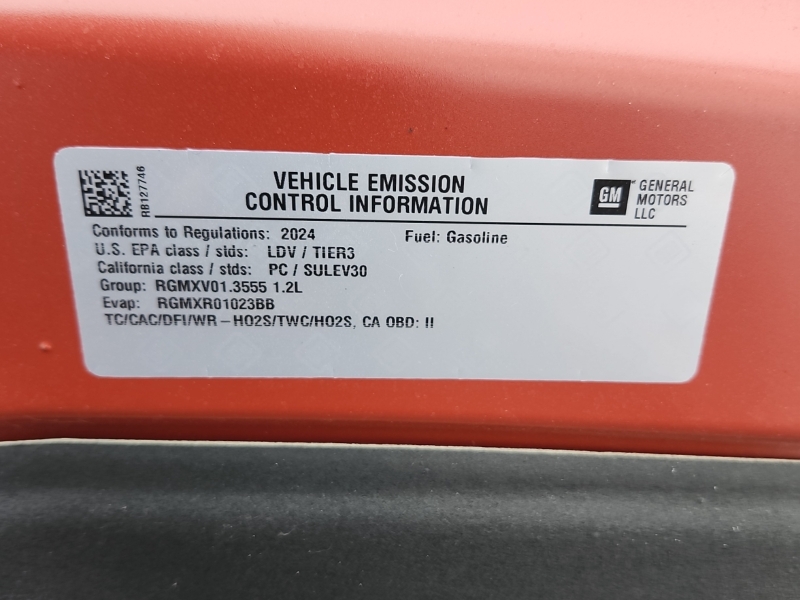 RB127746
VEHICLE EMISSION
CONTROL INFORMATION
GM
GENERAL
MOTORS
LLC
Conforms to Regulations: 2024 Fuel: Gasoline
U.S. EPA class / stds: LDV / TIER3
California class / stds: PC / SULEV30
Group: RGMXV01.3555 1.2L
Evap: RGMXR01023BB
TC/CAC/DFI/WR – HO2S/TWC/HO2S, CA OBD: II